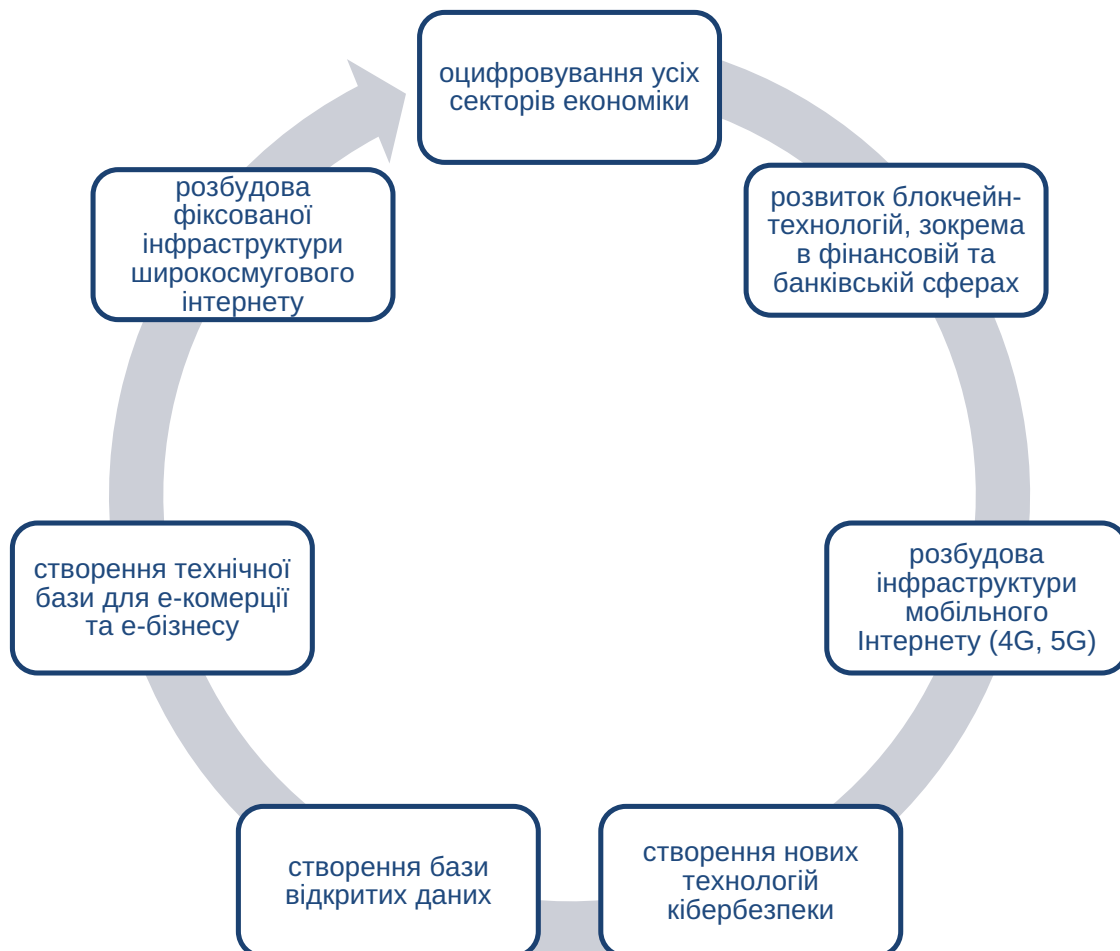 оцифровування усіх
секторів економіки
розвиток блокчейн-
технологій, зокрема
в фінансовій та
банківській сферах
розбудова
інфраструктури
мобільного
Інтернету (4G, 5G)
створення нових
технологій
кібербезпеки
створення бази
відкритих даних
створення технічної
бази для е-комерції
та е-бізнесу
розбудова
фіксованої
інфраструктури
широкосмугового
інтернету